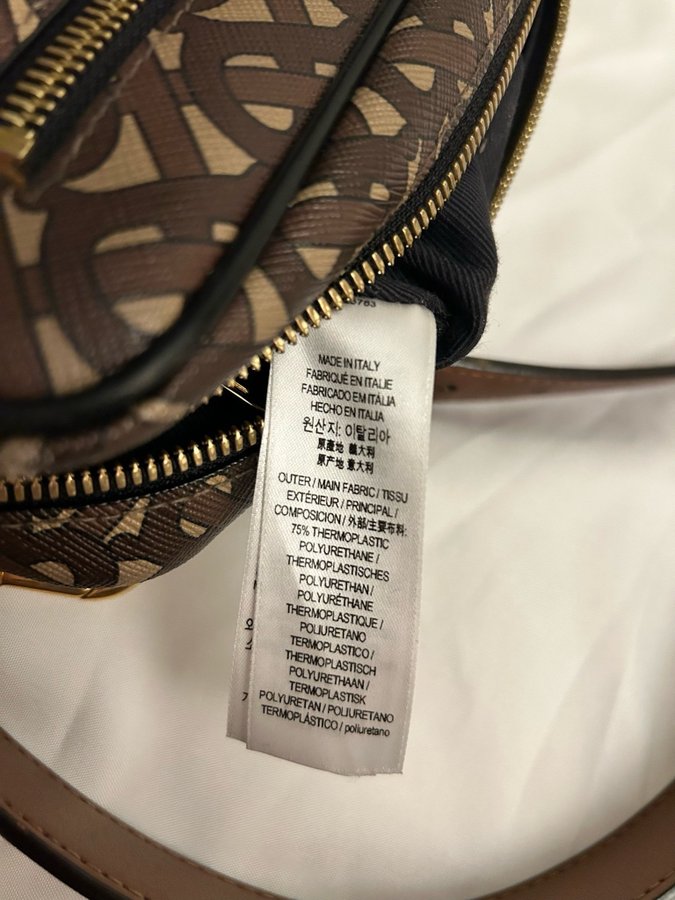 MADE IN ITALY
FABRIQUÉ EN ITALIE
FABRICADO EM ITÁLIA
HECHO EN ITALIA
원산지: 이탈리아
原產地 義大利
原产地 意大利
OUTER / MAIN FABRIC / TISSU
EXTÉRIEUR / PRINCIPAL /
COMPOSICION / 外部/主要布料:
75% THERMOPLASTIC
POLYURETHANE /
THERMOPLASTISCHES
POLYURETHAN /
POLYURÉTHANE
THERMOPLASTIQUE /
POLIURETANO
TERMOPLASTICO /
THERMOPLASTISCH
POLYURETHAAN /
TERMOPLASTISK
POLYURETAN / POLIURETANO
TERMOPLÁSTICO / poliuretano